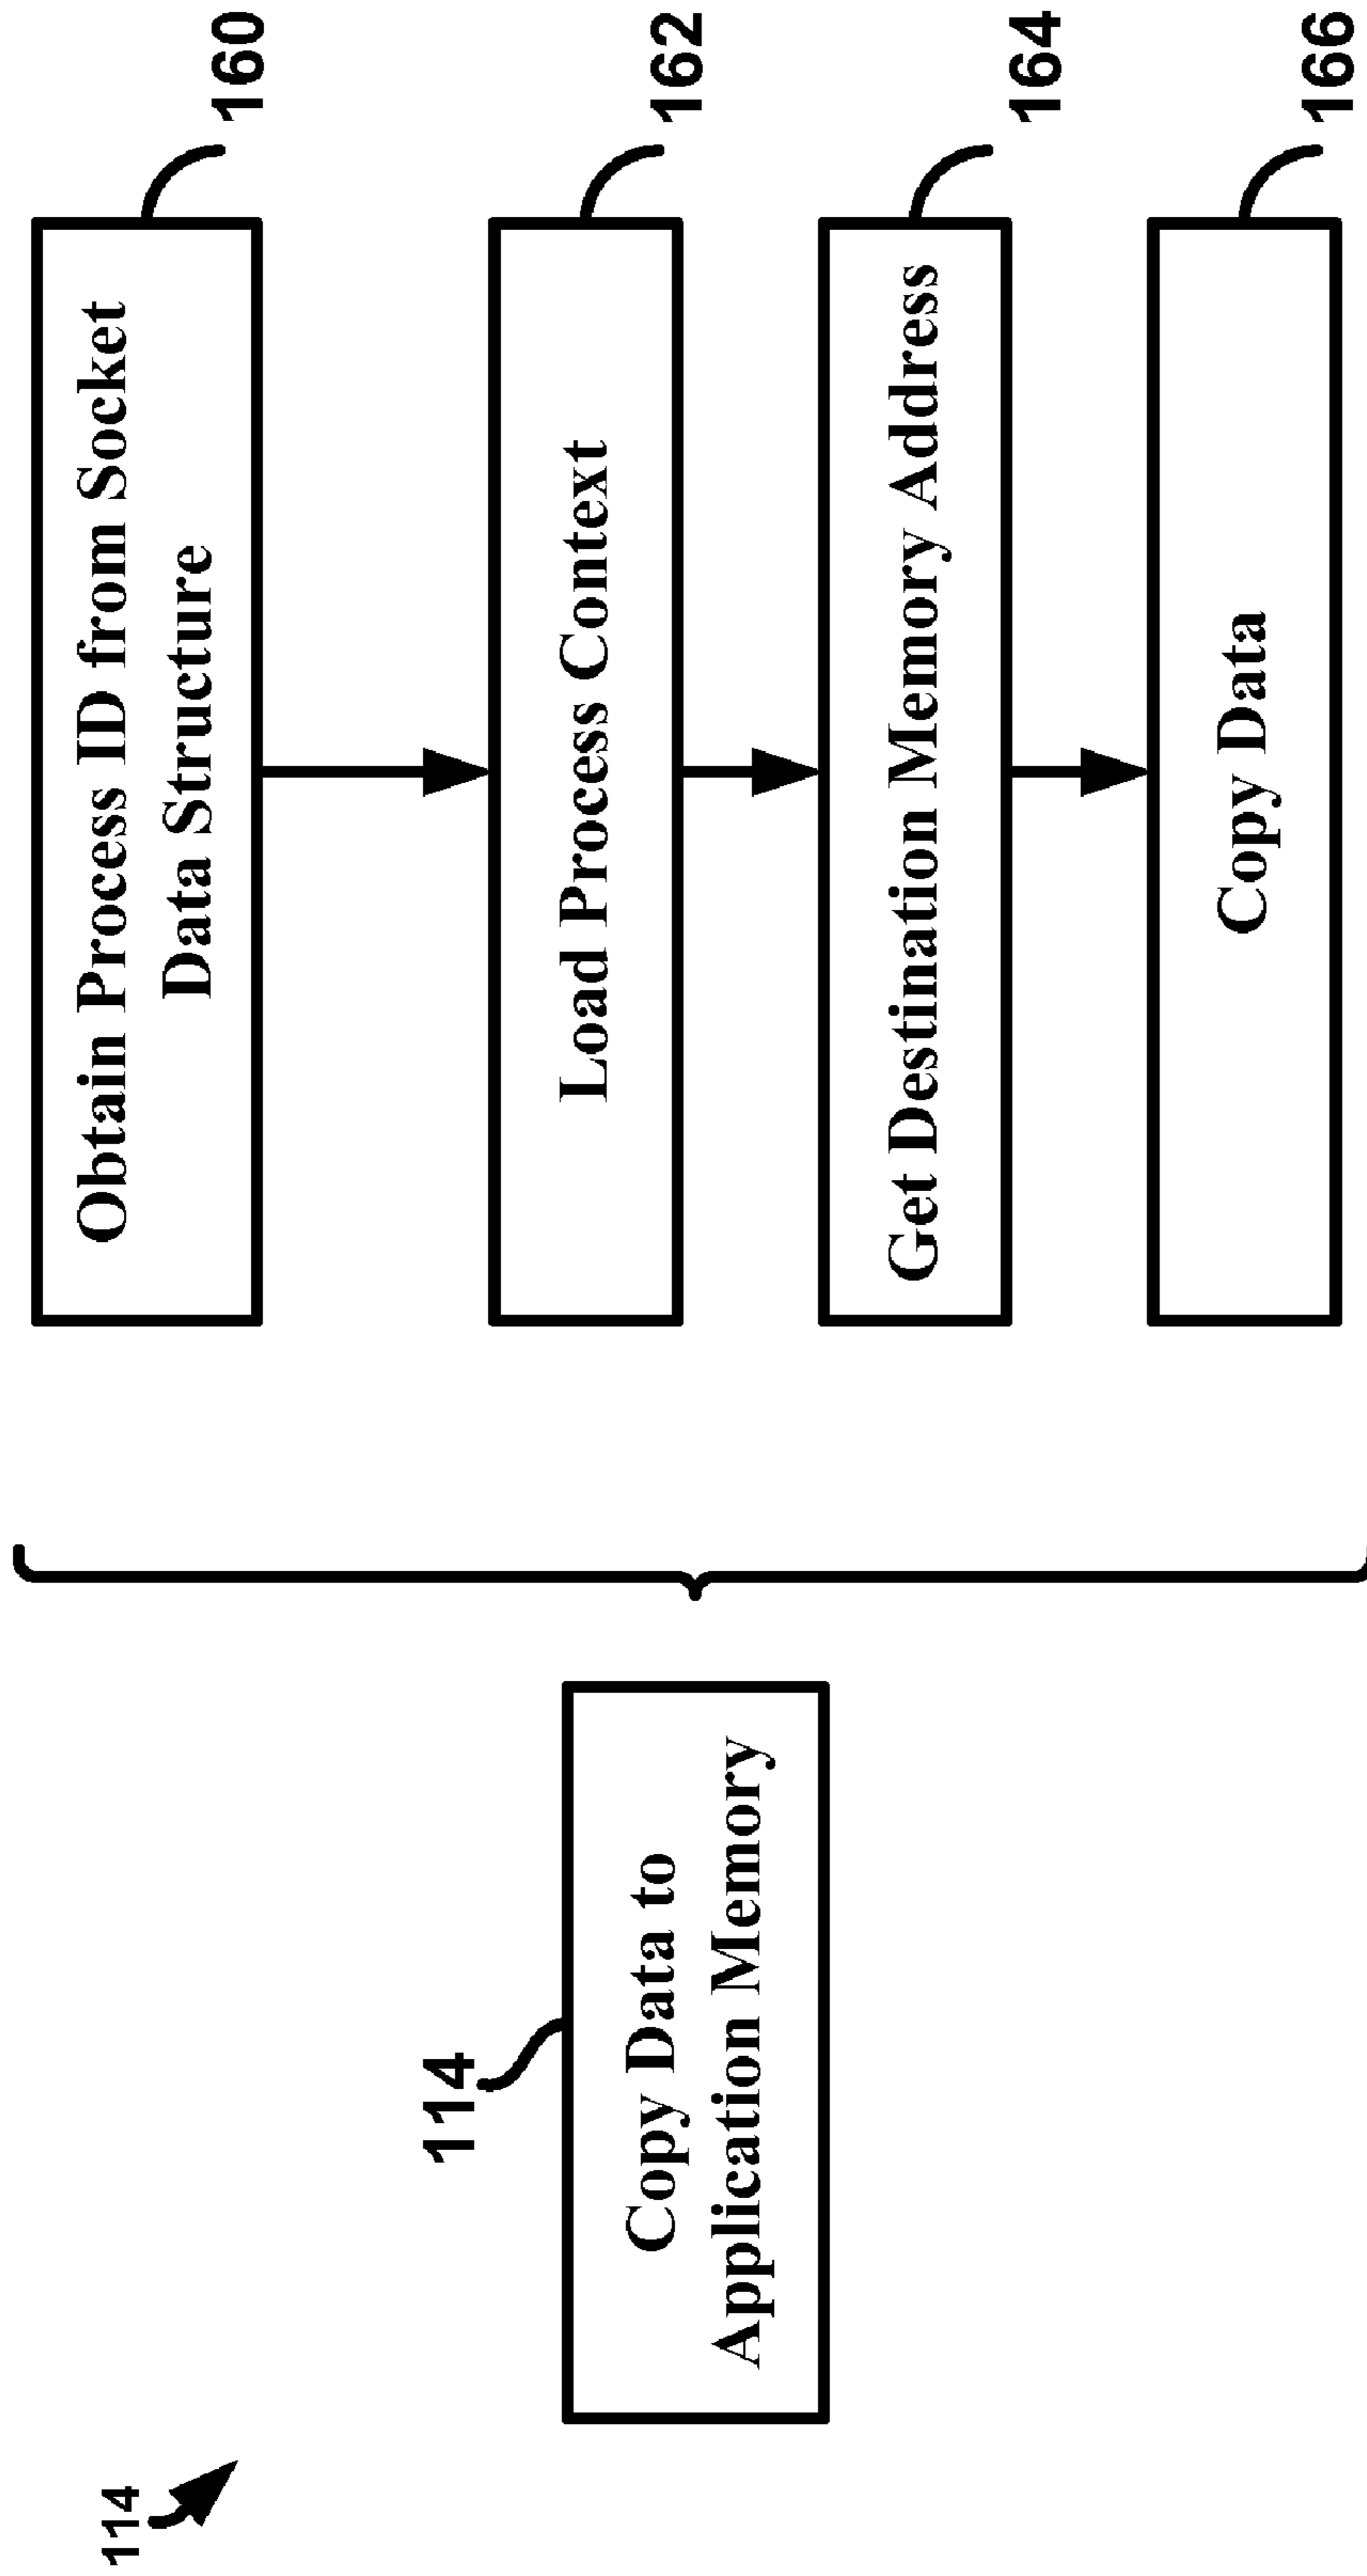 114
114
Copy Data to
Application Memory
Obtain Process ID from Socket
Data Structure
160
Load Process Context
162
Get Destination Memory Address
164
Copy Data
166